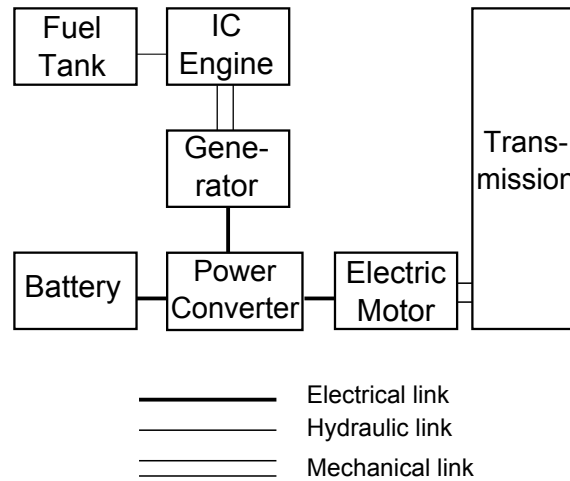 Fuel
Tank
IC
Engine
Gene-
rator
Trans-
mission
Battery
Power
Converter
Electric
Motor
Electrical link
Hydraulic link
Mechanical link